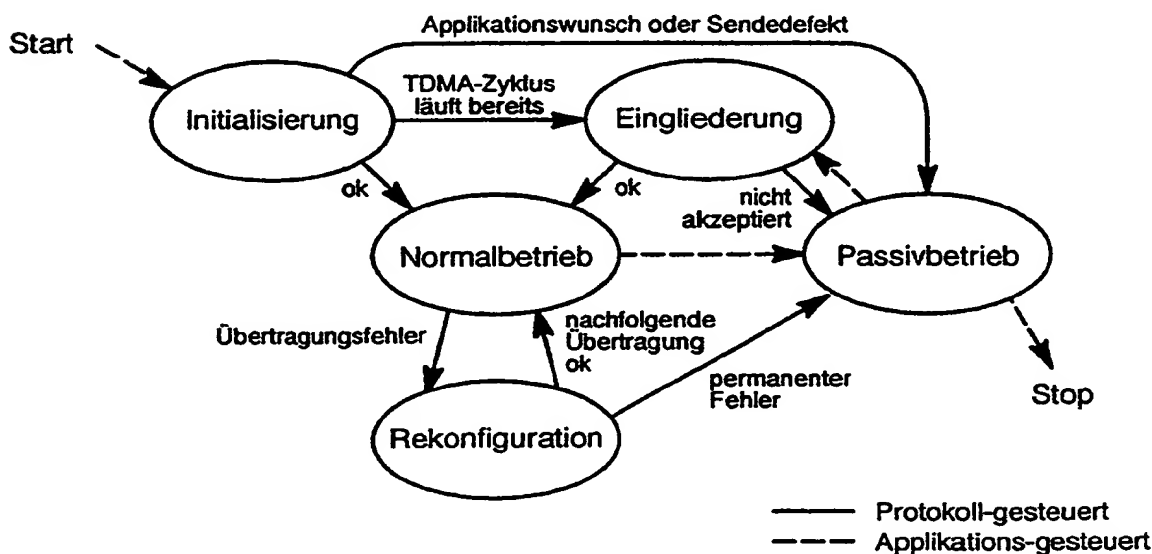 Applikationswunsch oder Sendedefekt
Start
TDMA-Zyklus
läuft bereits
Initialisierung
Eingliederung
ok
ok
nicht
akzeptiert
Normalbetrieb
Passivbetrieb
Übertragungsfehler
nachfolgende
Übertragung
ok
permanenter
Fehler
Stop
Rekonfiguration
Protokoll-gesteuert
Applikations-gesteuert